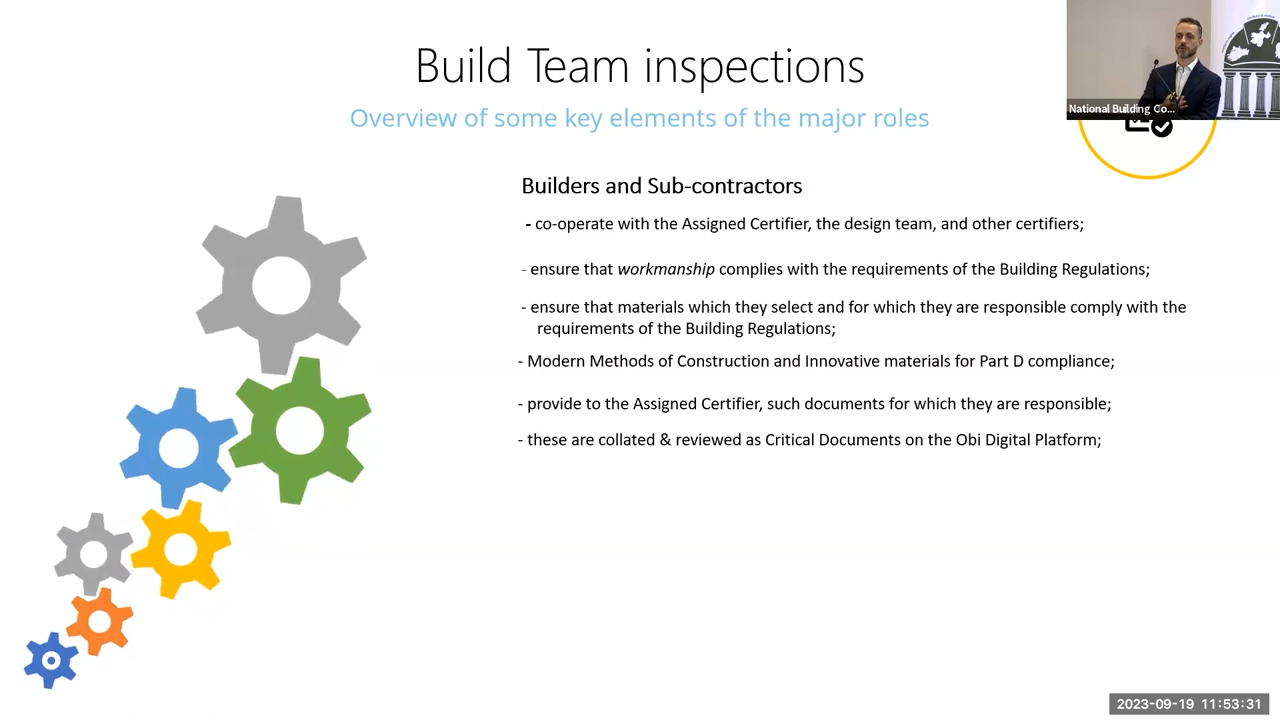 Build Team inspections
Overview of some key elements of the major roles
National Building Co...
Builders and Sub-contractors
- co-operate with the Assigned Certifier, the design team, and other certifiers;
- ensure that workmanship complies with the requirements of the Building Regulations;
- ensure that materials which they select and for which they are responsible comply with the
requirements of the Building Regulations;
- Modern Methods of Construction and Innovative materials for Part D compliance;
- provide to the Assigned Certifier, such documents for which they are responsible;
- these are collated & reviewed as Critical Documents on the Obi Digital Platform;
2023-09-19 11:53:31